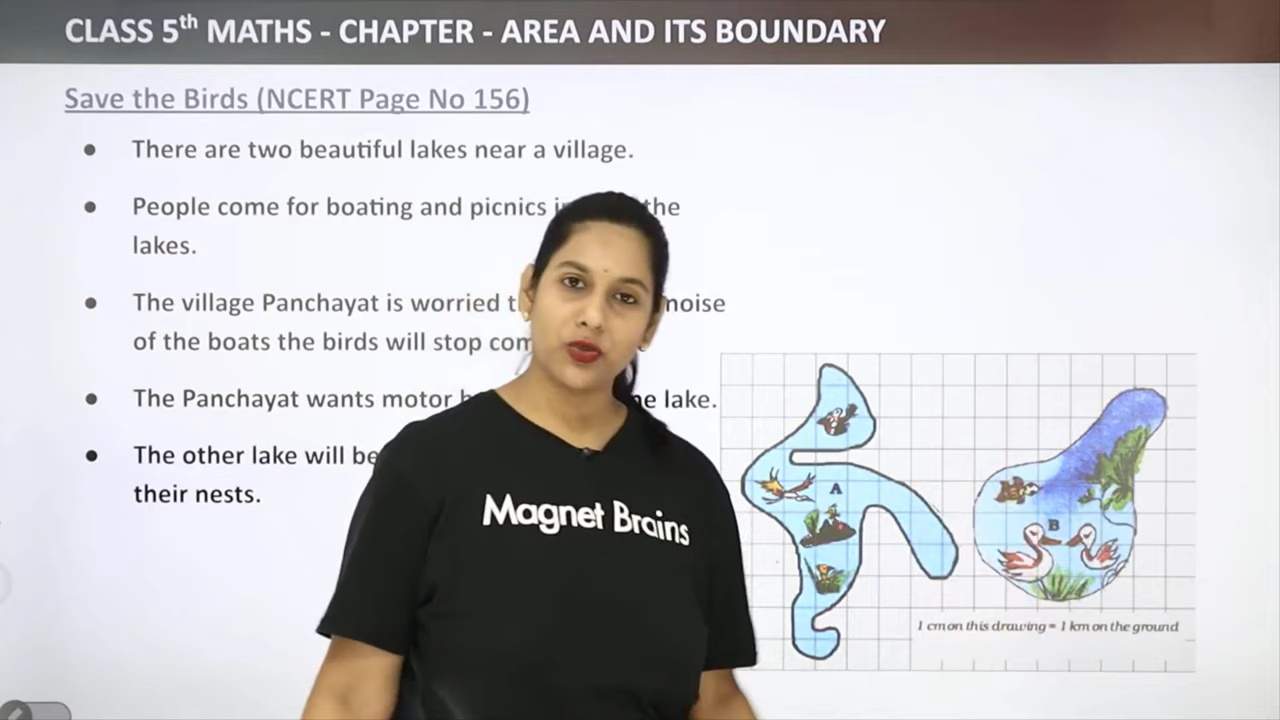 CLASS 5th MATHS - CHAPTER - AREA AND ITS BOUNDARY
Save the Birds (NCERT Page No 156)
● There are two beautiful lakes near a village.
● People come for boating and picnics the
lakes.
● The village Panchayat is worried noise
of the boats the birds will stop
● The Panchayat wants motor lake.
● The other lake will be
their nests.
A
B
Magnet Brains
1 cm on this drawing = 1 km on the ground